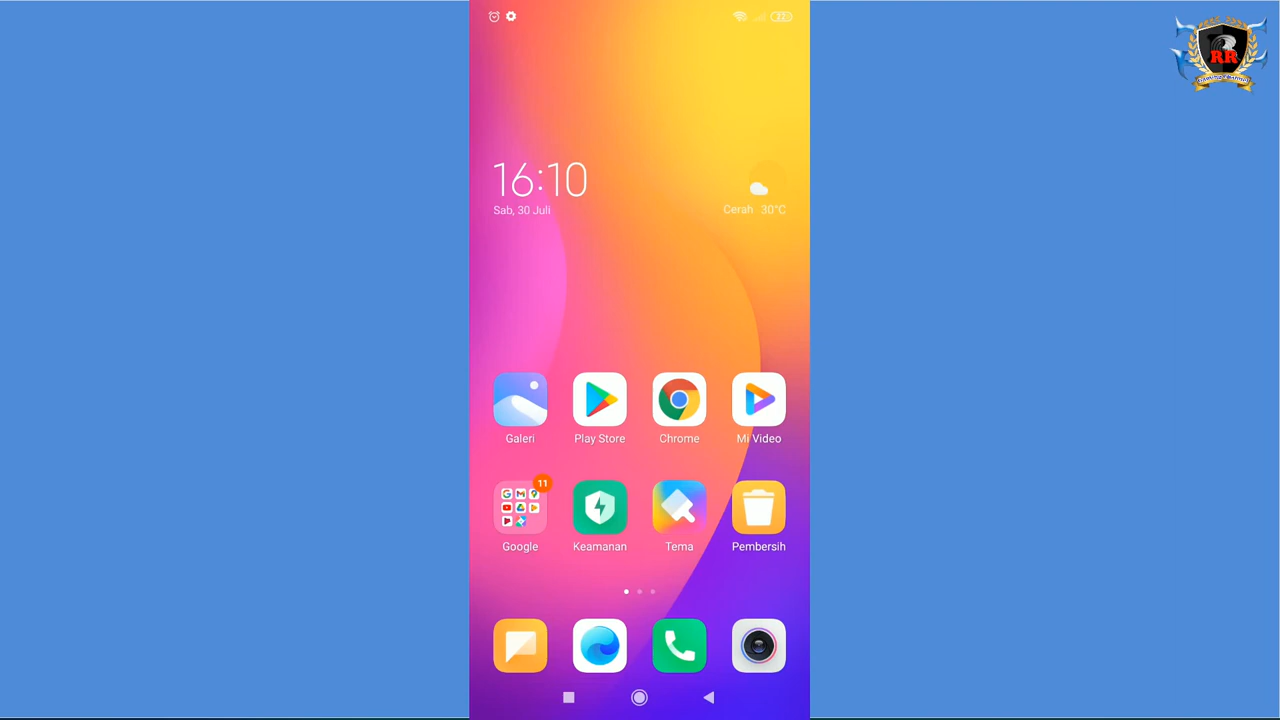 RR
16:10
Sab, 30 Juli
Cerah 30°C
Galeri
Play Store
Chrome
Mi Video
11
Google
Keamanan
Tema
Pembersih